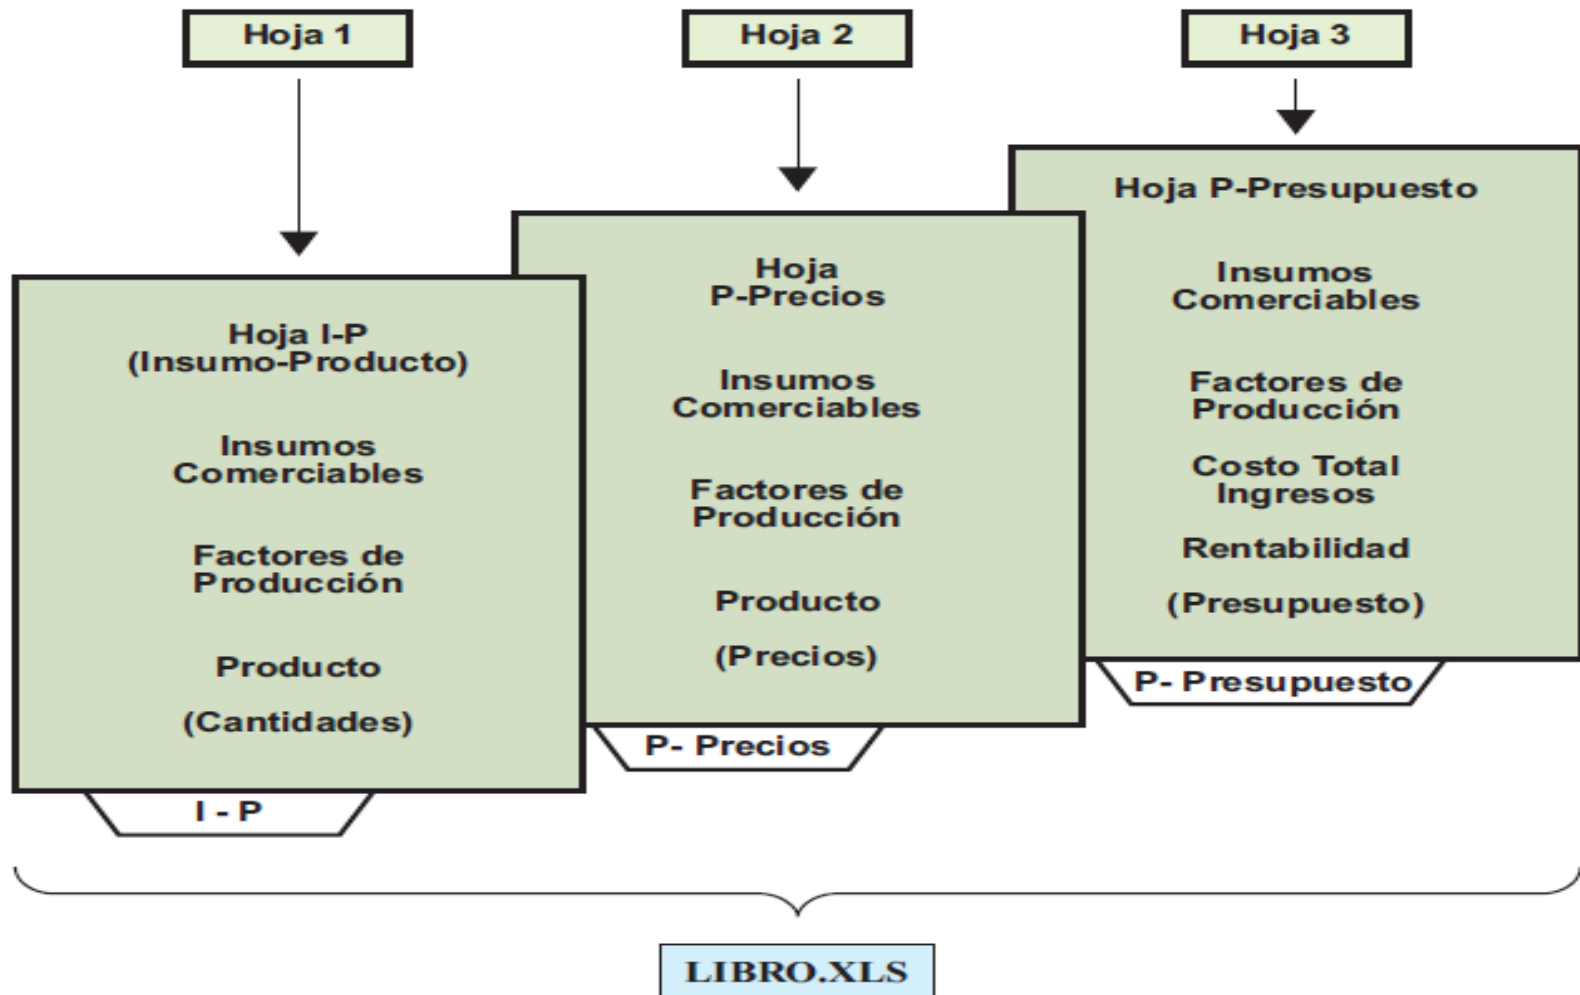 Hoja 1
Hoja 2
Hoja 3
Hoja I-P
(Insumo-Producto)
Insumos
Comerciables
Factores de
Producción
Producto
(Cantidades)
I - P
Hoja
P-Precios
Insumos
Comerciables
Factores de
Producción
Producto
(Precios)
P- Precios
Hoja P-Presupuesto
Insumos
Comerciables
Factores de
Producción
Costo Total
Ingresos
Rentabilidad
(Presupuesto)
P- Presupuesto
LIBRO.XLS